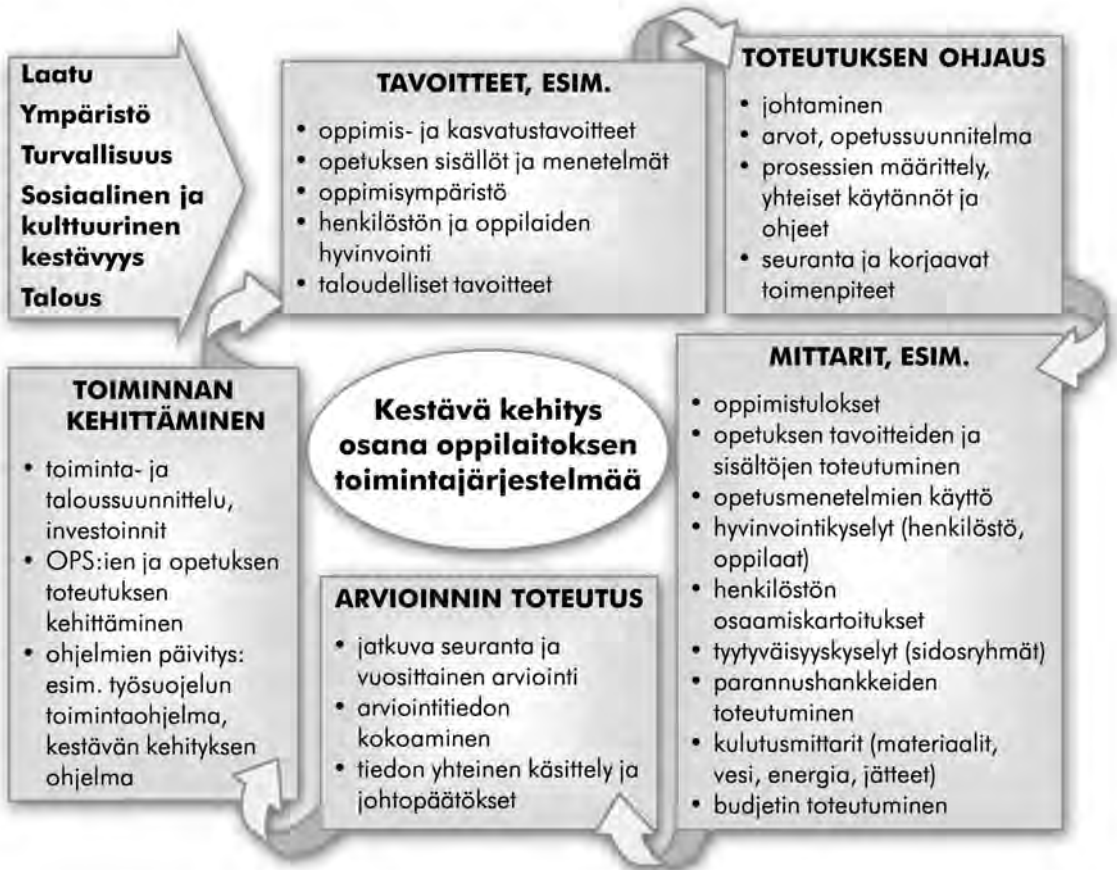 Laatu
Ympäristö
Turvallisuus
Sosiaalinen ja
kulttuurinen
kestävyys
Talous
TAVOITTEET, ESIM.
• oppimis- ja kasvatustavoitteet
• opetuksen sisällöt ja menetelmät
• oppimisympäristö
• henkilöstön ja oppilaiden
hyvinvointi
• taloudelliset tavoitteet
TOTEUTUKSEN OHJAUS
• johtaminen
• arvot, opetussuunnitelma
• prosessien määrittely,
yhteiset käytännöt ja
ohjeet
• seuranta ja korjaavat
toimenpiteet
MITTARIT, ESIM.
• oppimistulokset
• opetuksen tavoitteiden ja
sisältöjen toteutuminen
• opetusmenetelmien käyttö
• hyvinvointikyselyt (henkilöstö,
oppilaat)
• henkilöstön
osaamiskartoitukset
• tyytyväisyyskyselyt (sidosryhmät)
• parannushankkeiden
toteutuminen
• kulutusmittarit (materiaalit,
vesi, energia, jätteet)
• budjetin toteutuminen
ARVIOINNIN TOTEUTUS
• jatkuva seuranta ja
vuosittainen arviointi
• arviointitiedon
kokoaminen
• tiedon yhteinen käsittely ja
johtopäätökset
TOIMINNAN
KEHITTÄMINEN
• toiminta- ja
taloussuunnittelu,
investoinnit
• OPS:ien ja opetuksen
toteutuksen
kehittäminen
• ohjelmien päivitys:
esim. työsuojelun
toimintaohjelma,
kestävän kehityksen
ohjelma
Kestävä kehitys
osana oppilaitoksen
toimintajärjestelmää